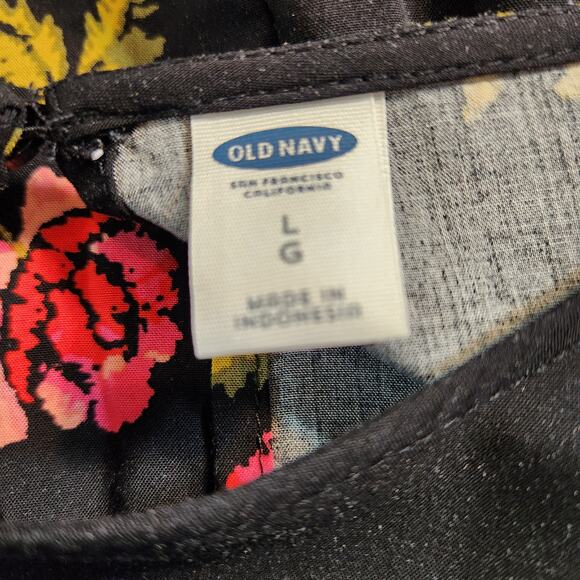 OLD NAVY
SAN FRANCISCO
CALIFORNIA
L
G
MADE IN
INDONESIA